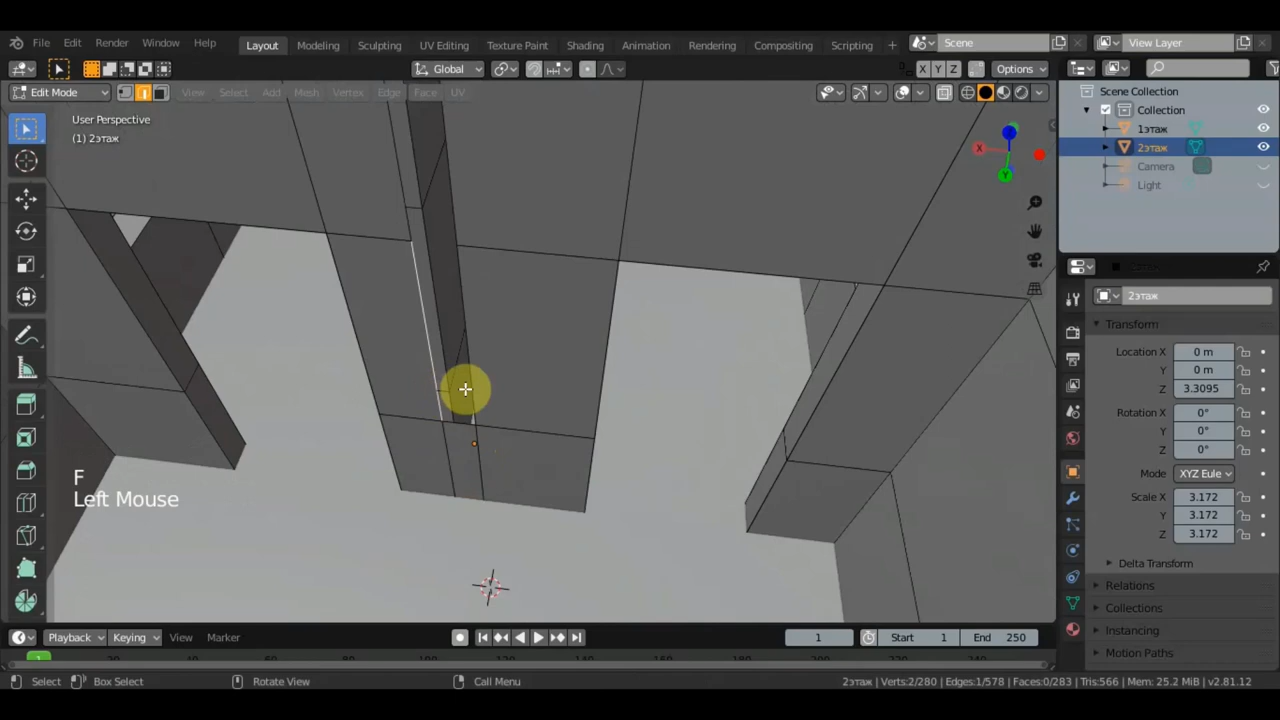 File Edit Render Window Help Layout Modeling Sculpting UV Editing Texture Paint Shading Animation Rendering Compositing Scripting + Scene View Layer
Global X Y Z Options
Edit Mode View Select Add Mesh Vertex Edge Face UV
User Perspective
(1) 2этаж
X
Z
Y
Scene Collection
Collection
1этаж
2этаж
Camera
Light
2этаж
Transform
Location X 0 m
Y 0 m
Z 3.3095
Rotation X 0°
Y 0°
Z 0°
Mode XYZ Eule
Scale X 3.172
Y 3.172
Z 3.172
Delta Transform
Relations
Collections
Instancing
Motion Paths
F
Left Mouse
Playback Keying View Marker 1 Start 1 End 250
1
Select Box Select Rotate View Call Menu 2этаж | Verts:2/280 | Edges:1/578 | Faces:0/283 | Tris:566 | Mem: 25.2 MiB | v2.81.12